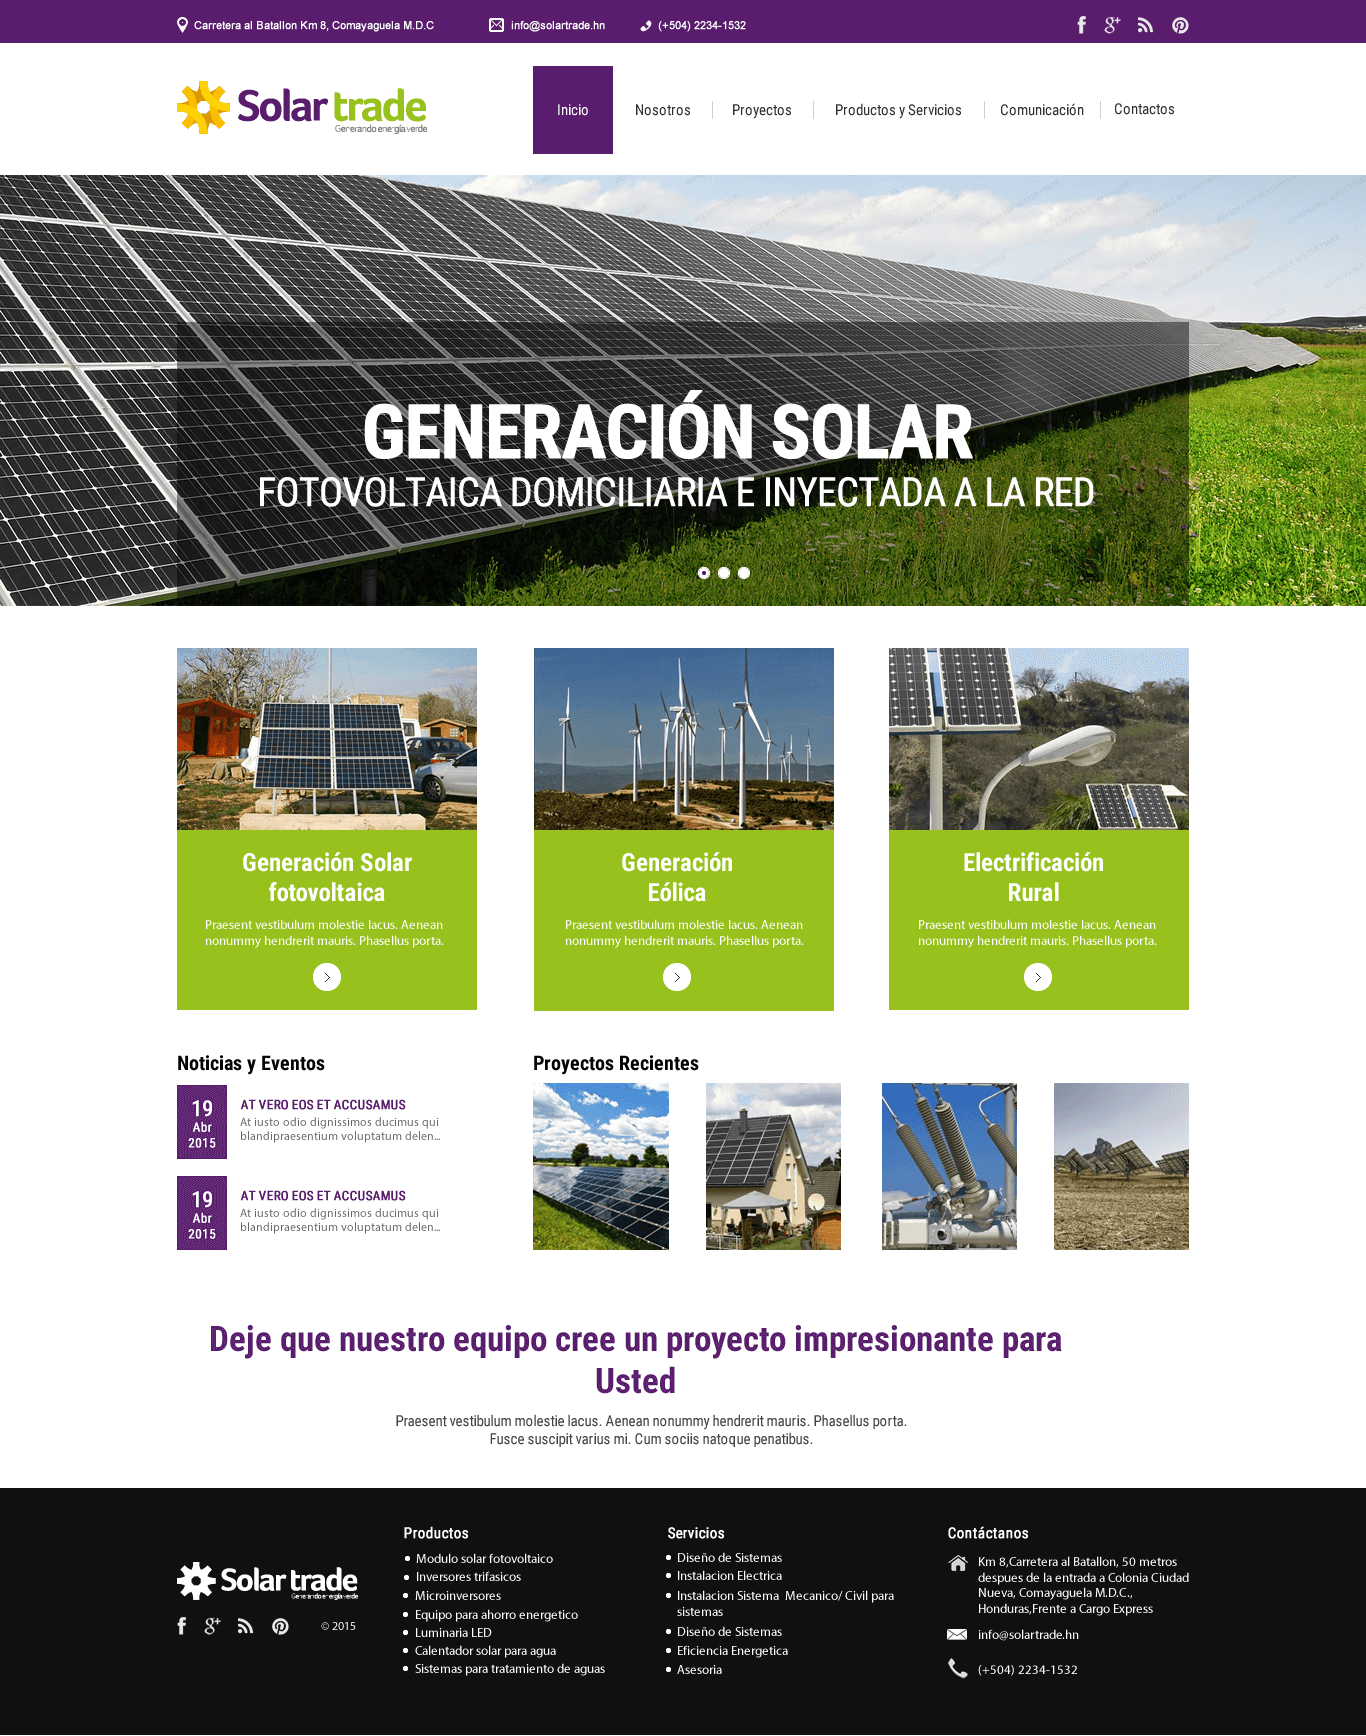 Carretera al Batallon Km 8, Comayaguela M.D.C
info@solartrade.hn
(+504) 2234-1532
Solar trade
Generando energía verde
Inicio
Nosotros
Proyectos
Productos y Servicios
Comunicación
Contactos
GENERACIÓN SOLAR
FOTOVOLTAICA DOMICILIARIA E INYECTADA A LA RED
Generación Solar
fotovoltaica
Praesent vestibulum molestie lacus. Aenean
nonummy hendrerit mauris. Phasellus porta.
Generación
Eólica
Praesent vestibulum molestie lacus. Aenean
nonummy hendrerit mauris. Phasellus porta.
Electrificación
Rural
Praesent vestibulum molestie lacus. Aenean
nonummy hendrerit mauris. Phasellus porta.
Noticias y Eventos
19
Abr
2015
AT VERO EOS ET ACCUSAMUS
At iusto odio dignissimos ducimus qui
blandipraesentium voluptatum delen...
19
Abr
2015
AT VERO EOS ET ACCUSAMUS
At iusto odio dignissimos ducimus qui
blandipraesentium voluptatum delen...
Proyectos Recientes
Deje que nuestro equipo cree un proyecto impresionante para
Usted
Praesent vestibulum molestie lacus. Aenean nonummy hendrerit mauris. Phasellus porta.
Fusce suscipit varius mi. Cum sociis natoque penatibus.
Solar trade
Generando energía verde
© 2015
Productos
Modulo solar fotovoltaico
Inversores trifasicos
Microinversores
Equipo para ahorro energetico
Luminaria LED
Calentador solar para agua
Sistemas para tratamiento de aguas
Servicios
Diseño de Sistemas
Instalacion Electrica
Instalacion Sistema  Mecanico/ Civil para
sistemas
Diseño de Sistemas
Eficiencia Energetica
Asesoria
Contáctanos
Km 8,Carretera al Batallon, 50 metros
despues de la entrada a Colonia Ciudad
Nueva, Comayaguela M.D.C.,
Honduras,Frente a Cargo Express
info@solartrade.hn
(+504) 2234-1532